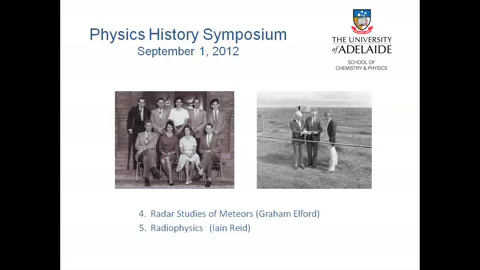 Physics History Symposium
September 1, 2012
THE UNIVERSITY
of ADELAIDE
SCHOOL OF
CHEMISTRY & PHYSICS
4. Radar Studies of Meteors (Graham Elford)
5. Radiophysics (Iain Reid)